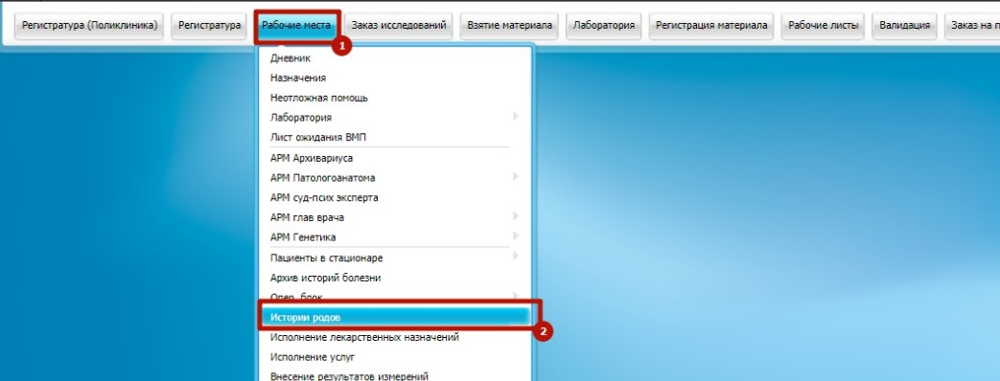 Регистратура (Поликлиника) Регистратура Рабочие места Заказ исследований Взятие материала Лаборатория Регистрация материала Рабочие листы Валидация Заказ на п
1
Дневник
Назначения
Неотложная помощь
Лаборатория
Лист ожидания ВМП
АРМ Архивариуса
АРМ Патологоанатома
АРМ суд-псих эксперта
АРМ глав врача
АРМ Генетика
Пациенты в стационаре
Архив историй болезни
Опер. блок
Истории родов
2
Исполнение лекарственных назначений
Исполнение услуг
Внесение результатов измерений